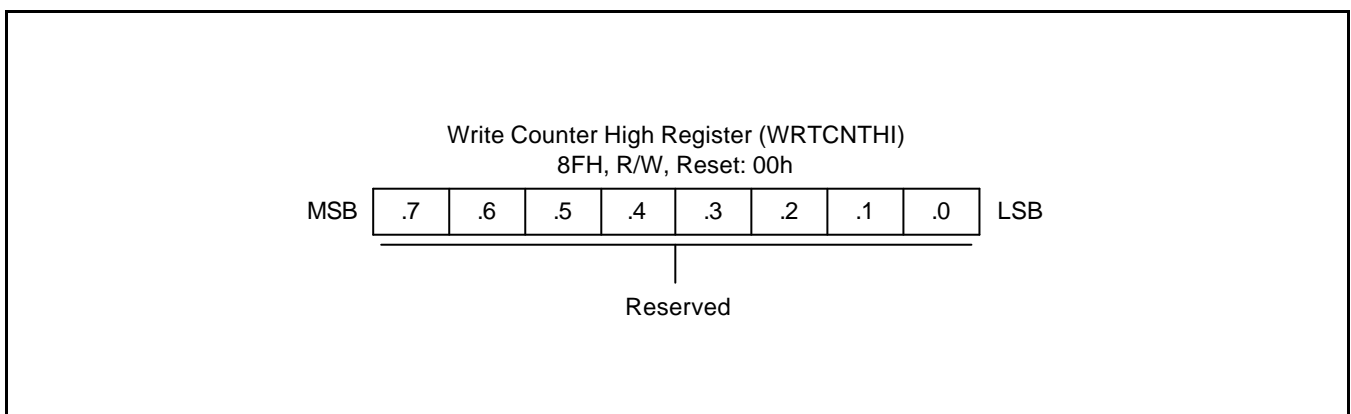 Write Counter High Register (WRTCNTHI)
8FH, R/W, Reset: 00h
MSB .7 .6 .5 .4 .3 .2 .1 .0 LSB
Reserved